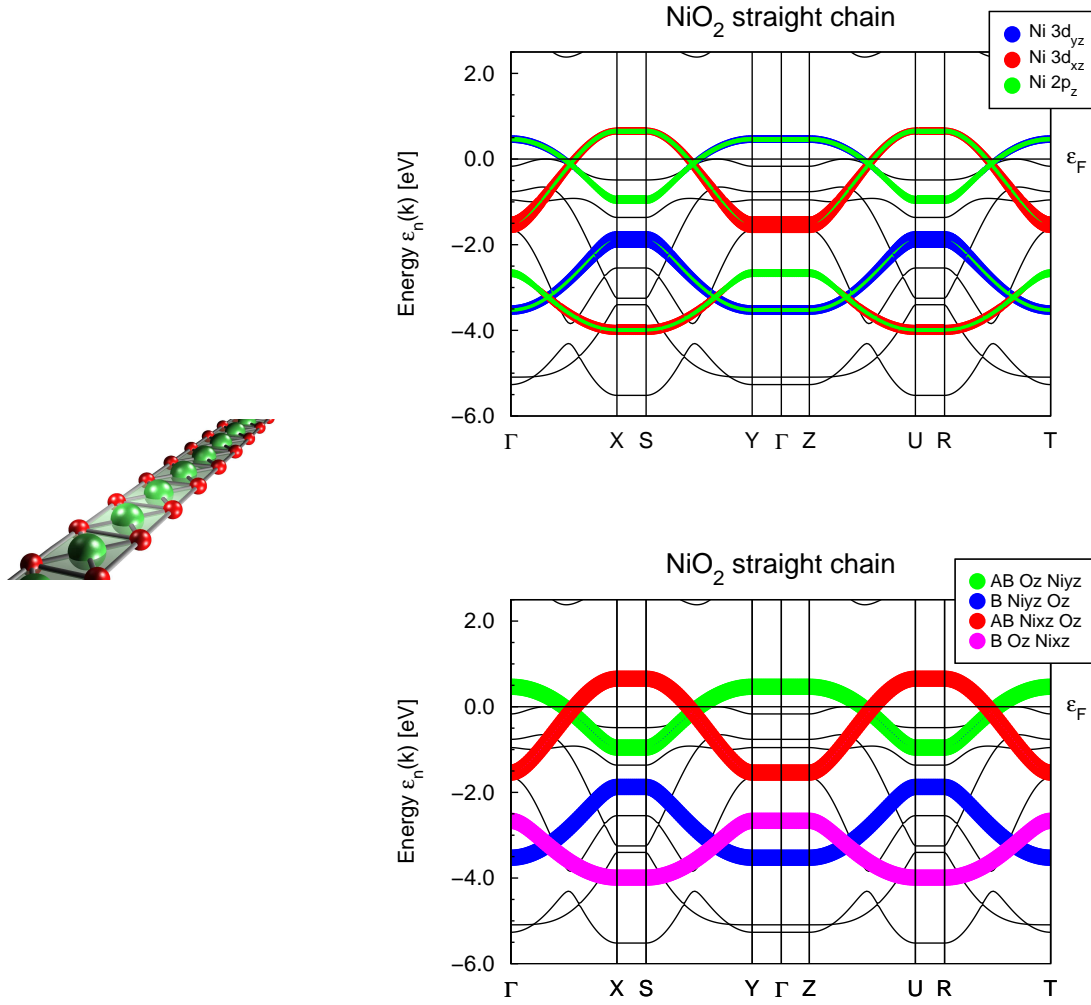 NiO2 straight chain
Ni 3dyz
Ni 3dxz
Ni 2pz
Energy εn(k) [eV]
2.0
0.0
−2.0
−4.0
−6.0
εF
Γ X S Y Γ Z U R T
NiO2 straight chain
AB Oz Niyz
B Niyz Oz
AB Nixz Oz
B Oz Nixz
Energy εn(k) [eV]
2.0
0.0
−2.0
−4.0
−6.0
εF
Γ X S Y Γ Z U R T